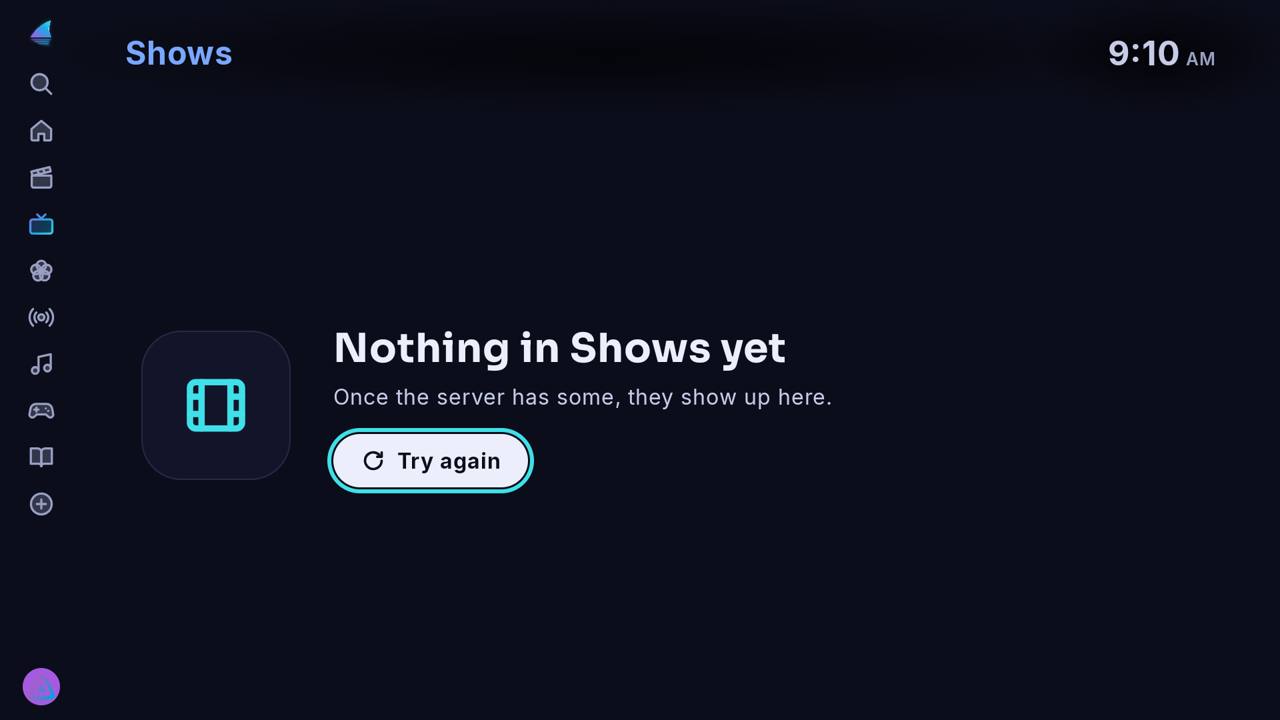 Shows
9:10 AM
Nothing in Shows yet
Once the server has some, they show up here.
Try again